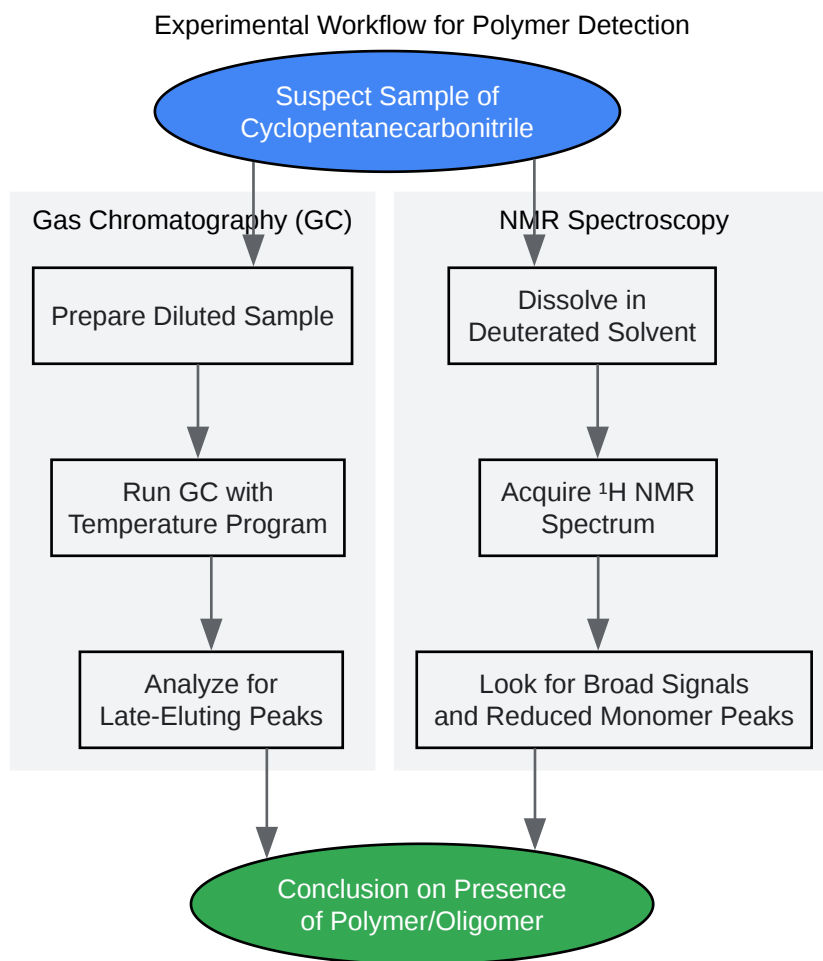 Experimental Workflow for Polymer Detection
Suspect Sample of
Cyclopentanecarbonitrile
Gas Chromatography (GC)
Prepare Diluted Sample
Run GC with
Temperature Program
Analyze for
Late-Eluting Peaks
NMR Spectroscopy
Dissolve in
Deuterated Solvent
Acquire ¹H NMR
Spectrum
Look for Broad Signals
and Reduced Monomer Peaks
Conclusion on Presence
of Polymer/Oligomer